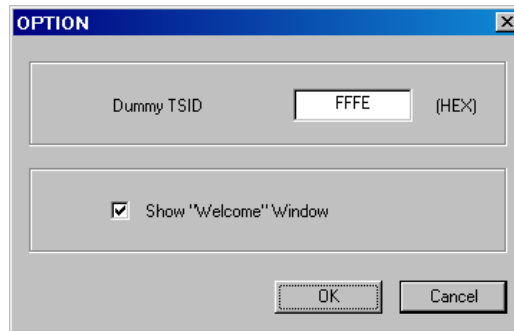 OPTION
Dummy TSID FFFE (HEX)
Show "Welcome" Window
OK Cancel